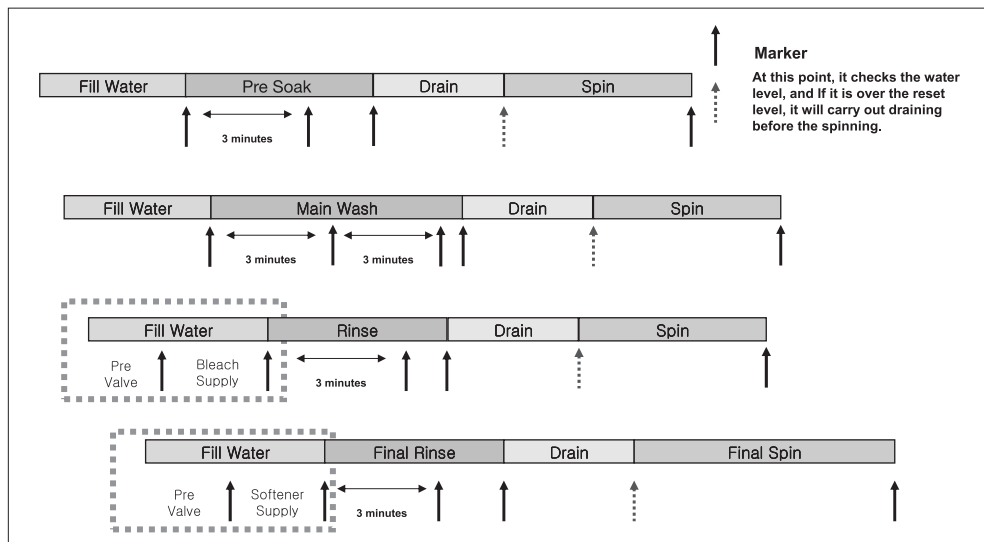 Marker
At this point, it checks the water
level, and If it is over the reset
level, it will carry out draining
before the spinning.
Fill Water
Pre Soak
Drain
Spin
3 minutes
Fill Water
Main Wash
Drain
Spin
3 minutes
3 minutes
Fill Water
Rinse
Drain
Spin
Pre
Valve
Bleach
Supply
3 minutes
Fill Water
Final Rinse
Drain
Final Spin
Pre
Valve
Softener
Supply
3 minutes